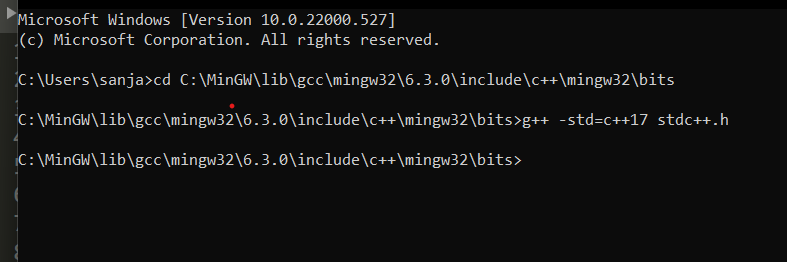 Microsoft Windows [Version 10.0.22000.527]
(c) Microsoft Corporation. All rights reserved.
C:\Users\sanja>cd C:\MinGW\lib\gcc\mingw32\6.3.0\include\c++\mingw32\bits
C:\MinGW\lib\gcc\mingw32\6.3.0\include\c++\mingw32\bits>g++ -std=c++17 stdc++.h
C:\MinGW\lib\gcc\mingw32\6.3.0\include\c++\mingw32\bits>